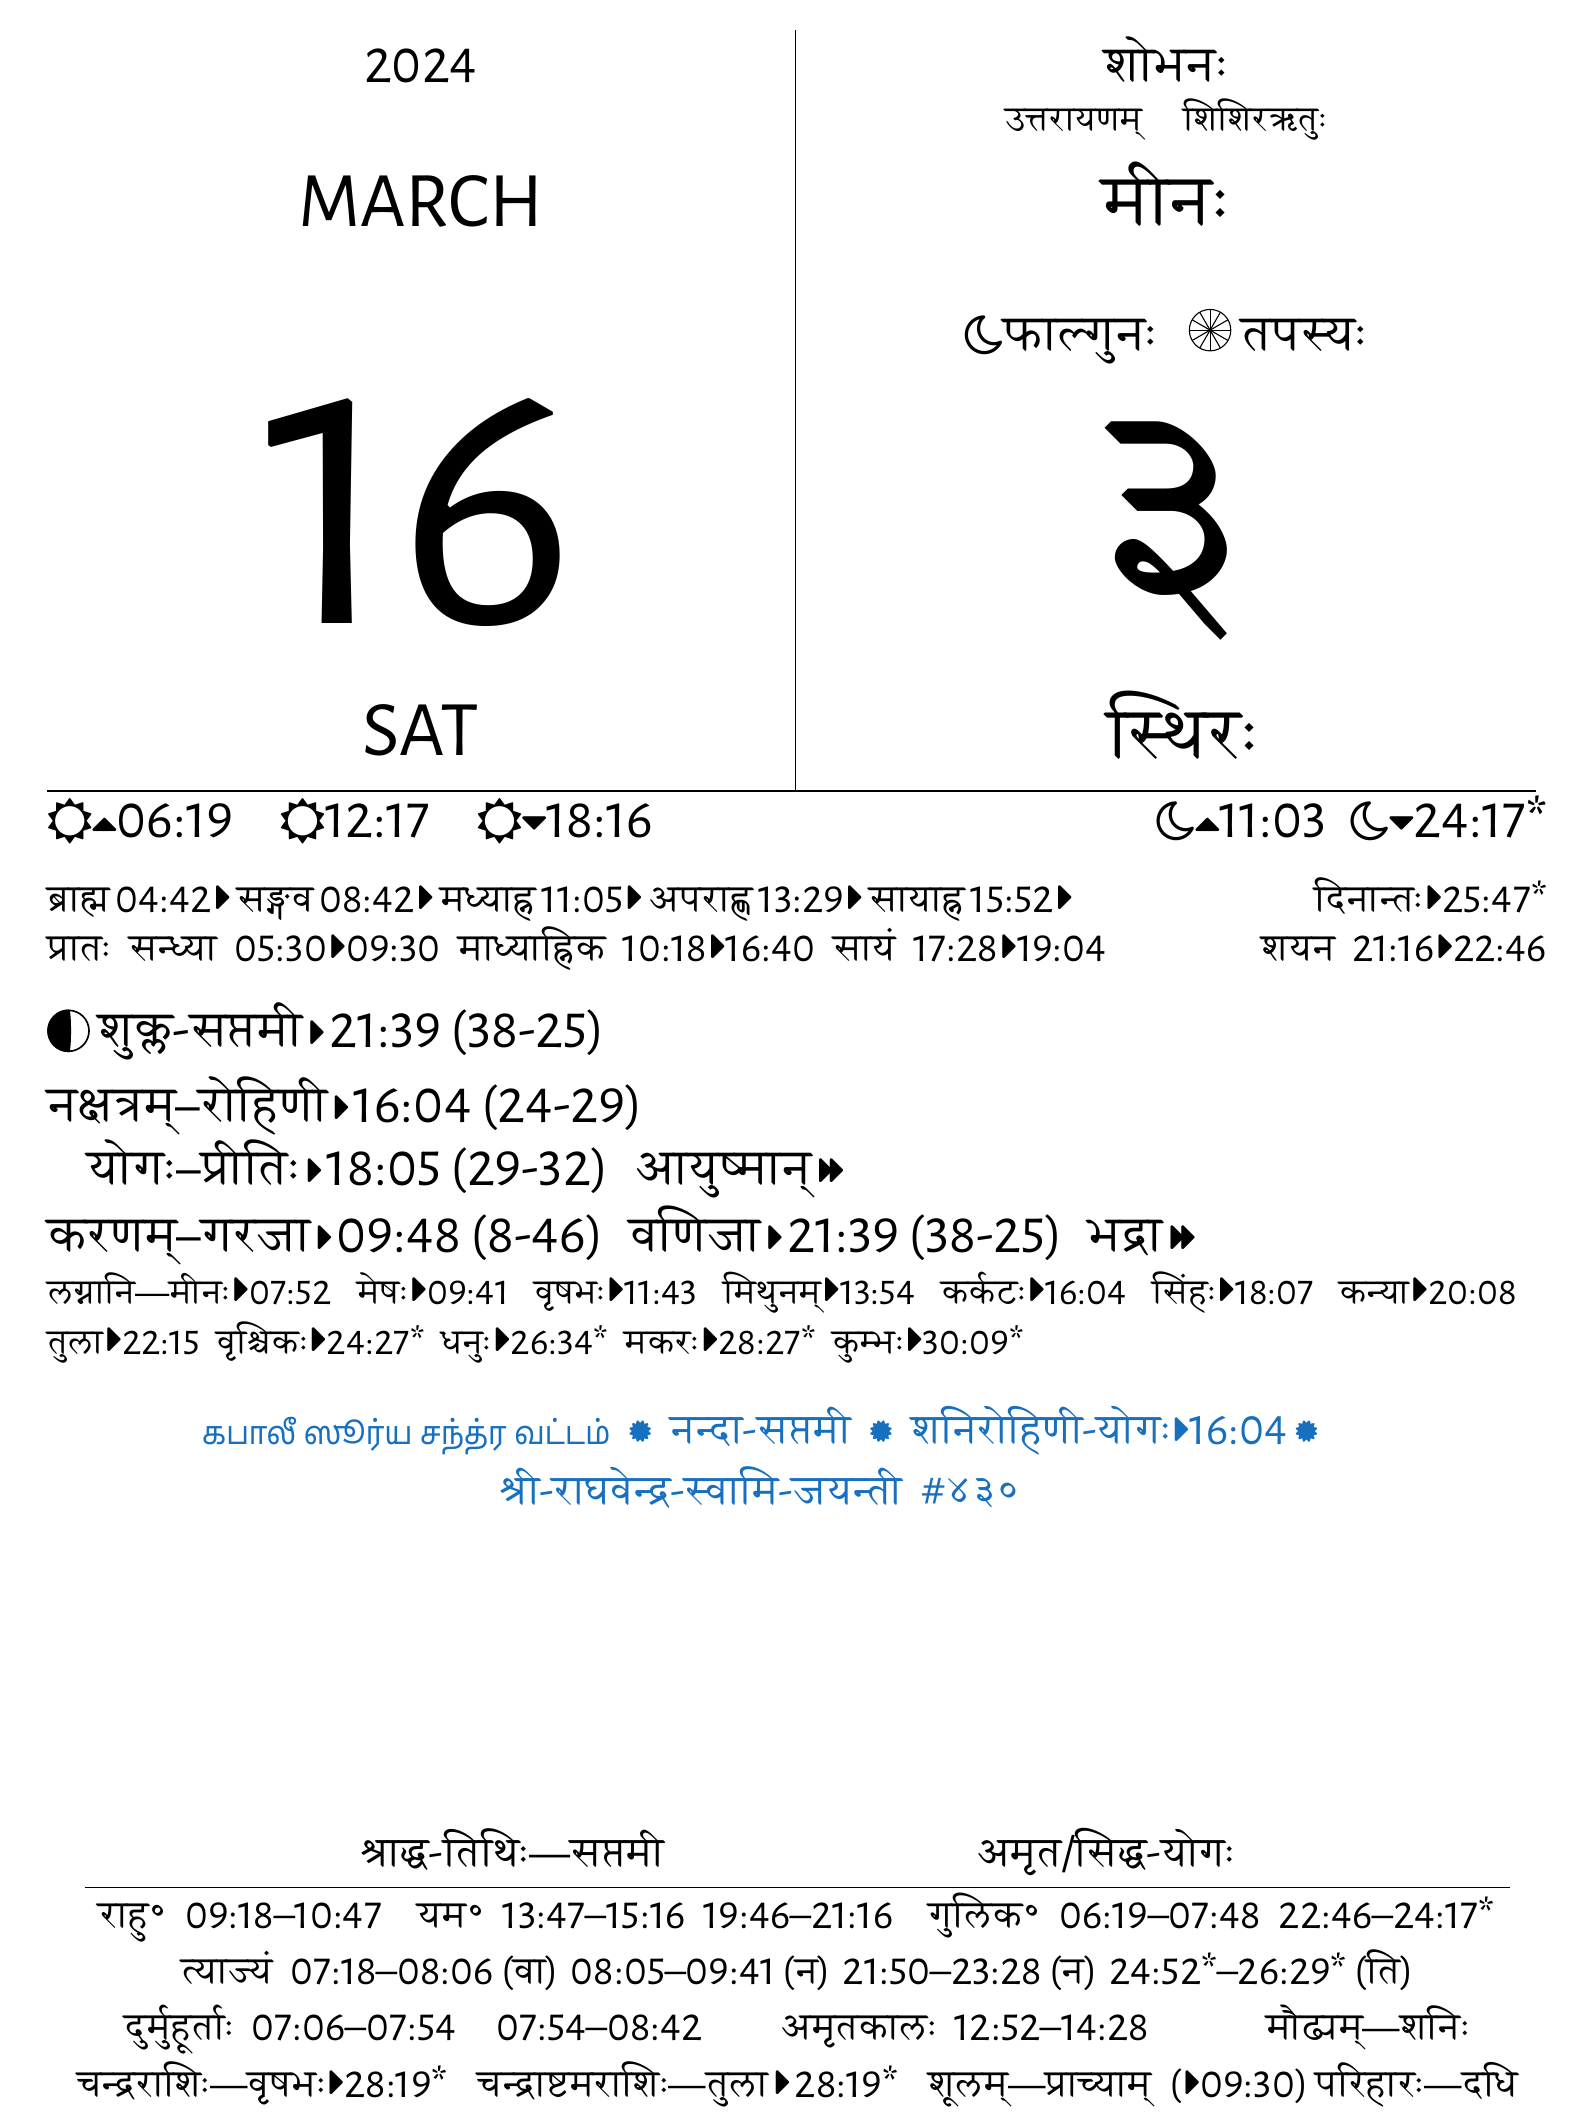 2024
MARCH
16
SAT
शोभनः
उत्तरायणम् शिशिरऋतुः
मीनः
फाल्गुनः तपस्यः
३
स्थिरः
06:19 12:17 18:16 11:03 24:17*
ब्राह्म 04:42 सङ्गव 08:42 मध्याह्न 11:05 अपराह्ण 13:29 सायाह्न 15:52 दिनान्तः 25:47*
प्रातः सन्ध्या 05:30 09:30 माध्याह्निक 10:18 16:40 सायं 17:28 19:04 शयन 21:16 22:46
शुक्ल-सप्तमी 21:39 (38-25)
नक्षत्रम्–रोहिणी 16:04 (24-29)
योगः–प्रीतिः 18:05 (29-32) आयुष्मान्
करणम्–गरजा 09:48 (8-46) वणिजा 21:39 (38-25) भद्रा
लग्नानि—मीनः 07:52 मेषः 09:41 वृषभः 11:43 मिथुनम् 13:54 कर्कटः 16:04 सिंहः 18:07 कन्या 20:08
तुला 22:15 वृश्चिकः 24:27* धनुः 26:34* मकरः 28:27* कुम्भः 30:09*
கபாலீ ஸூர்ய சந்த்ர வட்டம் नन्दा-सप्तमी शनिरोहिणी-योगः 16:04
श्री-राघवेन्द्र-स्वामि-जयन्ती #४३०
श्राद्ध-तिथिः—सप्तमी अमृत/सिद्ध-योगः
राहु॰ 09:18–10:47 यम॰ 13:47–15:16 19:46–21:16 गुलिक॰ 06:19–07:48 22:46–24:17*
त्याज्यं 07:18–08:06 (वा) 08:05–09:41 (न) 21:50–23:28 (न) 24:52*–26:29* (ति)
दुर्मुहूर्ताः 07:06–07:54 07:54–08:42 अमृतकालः 12:52–14:28 मौढ्यम्—शनिः
चन्द्रराशिः—वृषभः 28:19* चन्द्राष्टमराशिः—तुला 28:19* शूलम्—प्राच्याम् (09:30) परिहारः—दधि